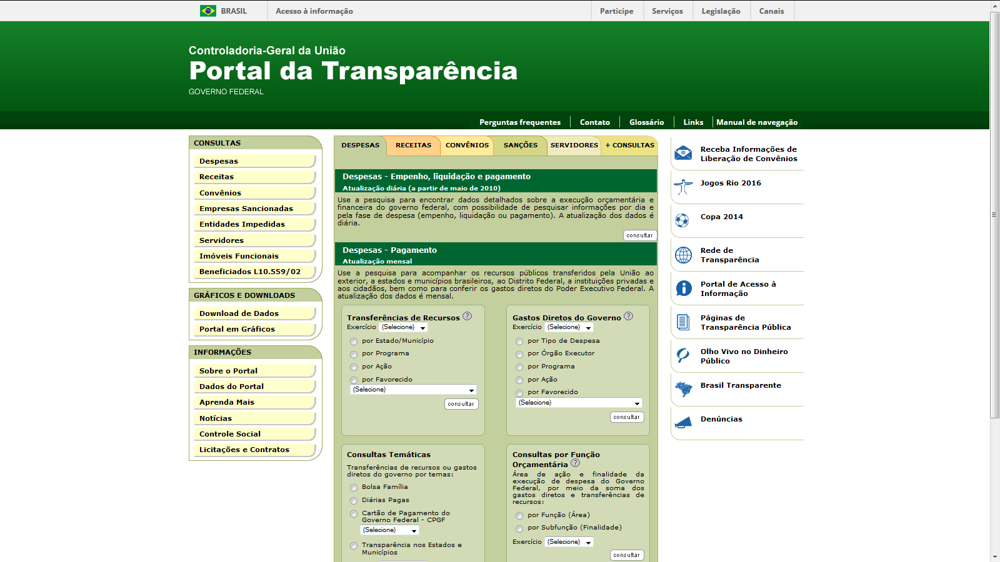 BRASIL
Acesso à informação
Participe
Serviços
Legislação
Canais
Controladoria-Geral da União
Portal da Transparência
GOVERNO FEDERAL
Perguntas frequentes
Contato
Glossário
Links
Manual de navegação
CONSULTAS
Despesas
Receitas
Convênios
Empresas Sancionadas
Entidades Impedidas
Servidores
Imóveis Funcionais
Beneficiados L10.559/02
GRÁFICOS E DOWNLOADS
Download de Dados
Portal em Gráficos
INFORMAÇÕES
Sobre o Portal
Dados do Portal
Aprenda Mais
Notícias
Controle Social
Licitações e Contratos
DESPESAS
RECEITAS
CONVÊNIOS
SANÇÕES
SERVIDORES
+ CONSULTAS
Despesas - Empenho, liquidação e pagamento
Atualização diária (a partir de maio de 2010)
Use a pesquisa para encontrar dados detalhados sobre a execução orçamentária e
financeira do governo federal, com possibilidade de pesquisar informações por dia e
pela fase de despesa (empenho, liquidação ou pagamento). A atualização dos dados é
diária.
consultar
Despesas - Pagamento
Atualização mensal
Use a pesquisa para acompanhar os recursos públicos transferidos pela União ao
exterior, a estados e municípios brasileiros, ao Distrito Federal, a instituições privadas e
aos cidadãos, bem como para conferir os gastos diretos do Poder Executivo Federal. A
atualização dos dados é mensal.
Transferências de Recursos ?
Exercício (Selecione)
por Estado/Município
por Programa
por Ação
por Favorecido
(Selecione)
consultar
Gastos Diretos do Governo ?
Exercício (Selecione)
por Tipo de Despesa
por Órgão Executor
por Programa
por Ação
por Favorecido
(Selecione)
consultar
Consultas Temáticas
Transferências de recursos ou gastos
diretos do governo por temas:
Bolsa Família
Diárias Pagas
Cartão de Pagamento do
Governo Federal - CPGF
(Selecione)
Transparência nos Estados e
Municípios
Consultas por Função
Orçamentária ?
Área de ação e finalidade da
execução de despesa do Governo
Federal, por meio da soma dos
gastos diretos e transferências de
recursos:
por Função (Área)
por Subfunção (Finalidade)
Exercício (Selecione)
consultar
Receba Informações de
Liberação de Convênios
Jogos Rio 2016
Copa 2014
Rede de
Transparência
Portal de Acesso à
Informação
Páginas de
Transparência Pública
Olho Vivo no Dinheiro
Público
Brasil Transparente
Denúncias